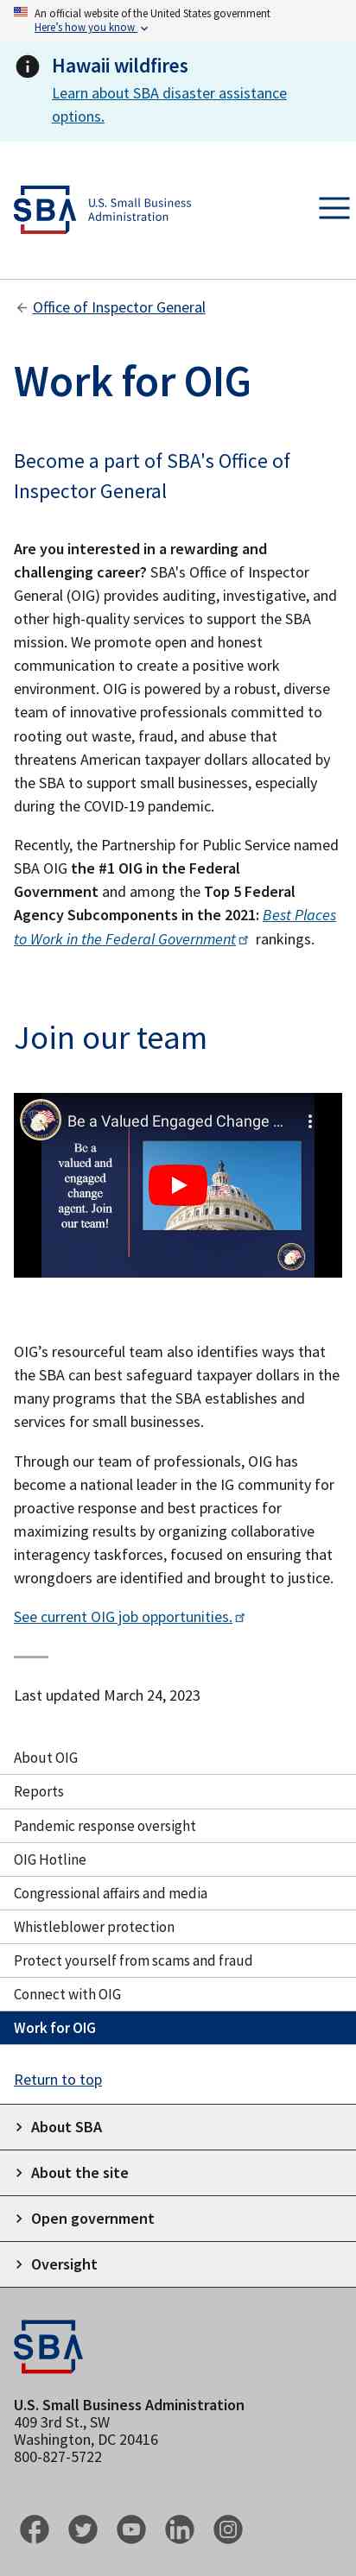 An official website of the United States government
Here’s how you know
Hawaii wildfires
Learn about SBA disaster assistance
options.
SBA U.S. Small Business
Administration
Office of Inspector General
Work for OIG
Become a part of SBA's Office of
Inspector General
Are you interested in a rewarding and
challenging career? SBA's Office of Inspector
General (OIG) provides auditing, investigative, and
other high-quality services to support the SBA
mission. We promote open and honest
communication to create a positive work
environment. OIG is powered by a robust, diverse
team of innovative professionals committed to
rooting out waste, fraud, and abuse that
threatens American taxpayer dollars allocated by
the SBA to support small businesses, especially
during the COVID-19 pandemic.
Recently, the Partnership for Public Service named
SBA OIG the #1 OIG in the Federal
Government and among the Top 5 Federal
Agency Subcomponents in the 2021: Best Places
to Work in the Federal Government rankings.
Join our team
Be a Valued Engaged Change ...
Be a
valued and
engaged
change
agent. Join
our team!
OIG’s resourceful team also identifies ways that
the SBA can best safeguard taxpayer dollars in the
many programs that the SBA establishes and
services for small businesses.
Through our team of professionals, OIG has
become a national leader in the IG community for
proactive response and best practices for
maximizing results by organizing collaborative
interagency taskforces, focused on ensuring that
wrongdoers are identified and brought to justice.
See current OIG job opportunities.
Last updated March 24, 2023
About OIG
Reports
Pandemic response oversight
OIG Hotline
Congressional affairs and media
Whistleblower protection
Protect yourself from scams and fraud
Connect with OIG
Work for OIG
Return to top
About SBA
About the site
Open government
Oversight
SBA
U.S. Small Business Administration
409 3rd St., SW
Washington, DC 20416
800-827-5722